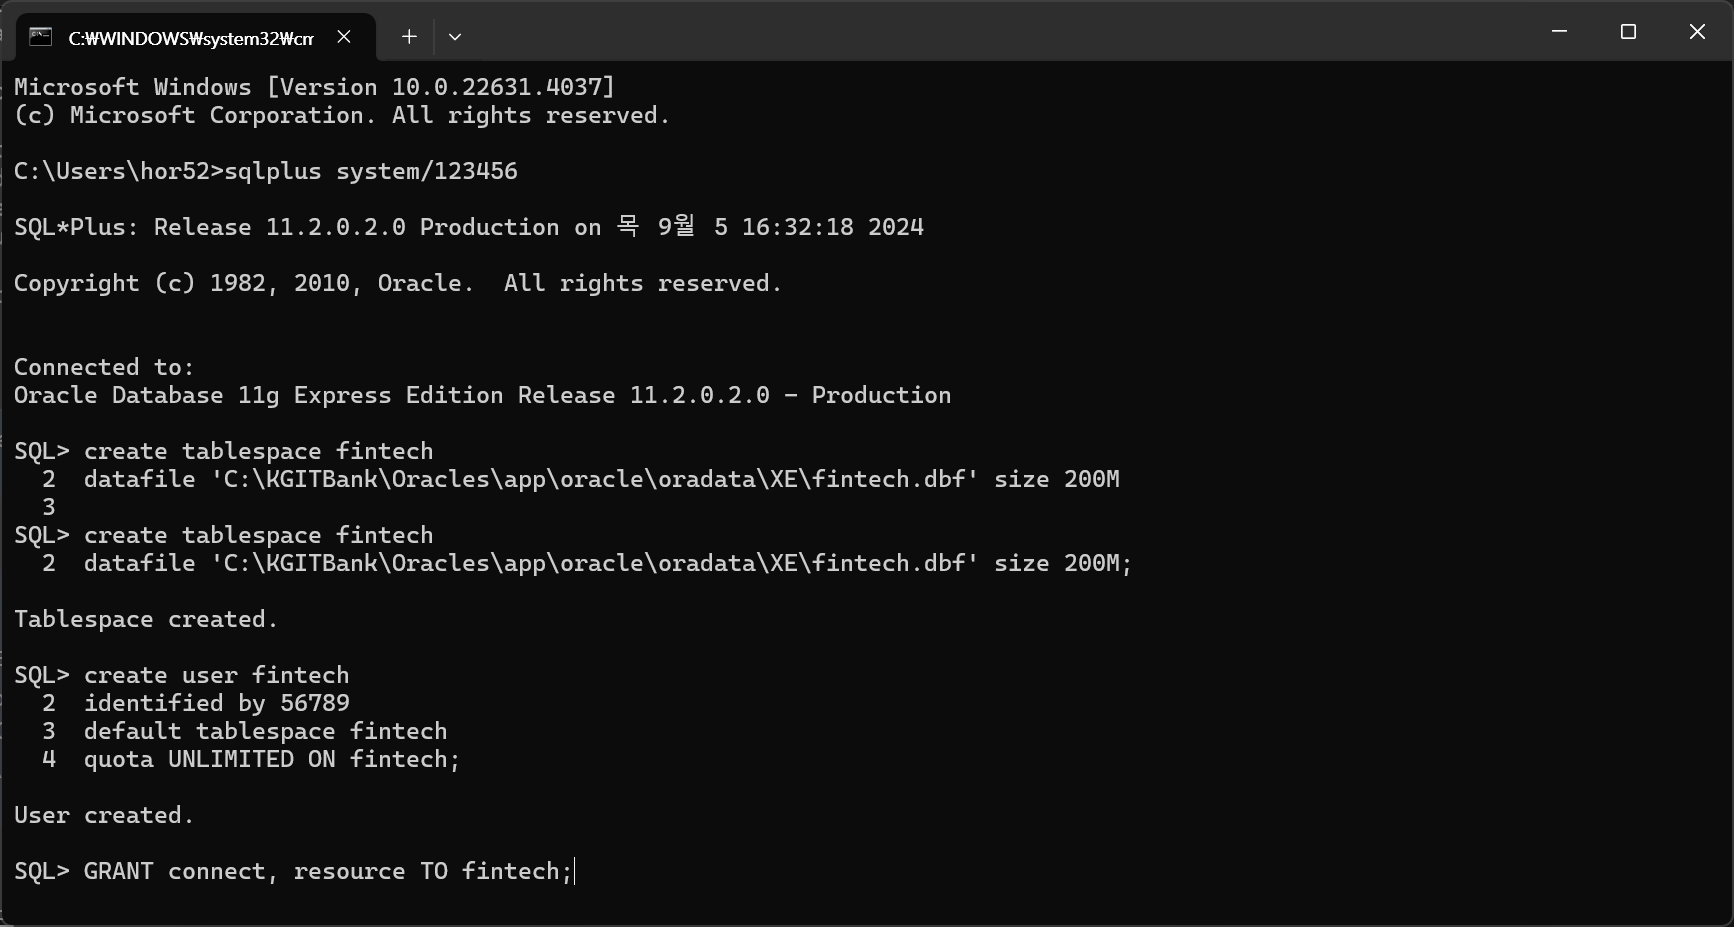 C:₩WINDOWS₩system32₩cm
Microsoft Windows [Version 10.0.22631.4037]
(c) Microsoft Corporation. All rights reserved.
C:\Users\hor52>sqlplus system/123456
SQL*Plus: Release 11.2.0.2.0 Production on 목 9월 5 16:32:18 2024
Copyright (c) 1982, 2010, Oracle.  All rights reserved.
Connected to:
Oracle Database 11g Express Edition Release 11.2.0.2.0 - Production
SQL> create tablespace fintech
  2  datafile 'C:\KGITBank\Oracles\app\oracle\oradata\XE\fintech.dbf' size 200M
  3
SQL> create tablespace fintech
  2  datafile 'C:\KGITBank\Oracles\app\oracle\oradata\XE\fintech.dbf' size 200M;
Tablespace created.
SQL> create user fintech
  2  identified by 56789
  3  default tablespace fintech
  4  quota UNLIMITED ON fintech;
User created.
SQL> GRANT connect, resource TO fintech;